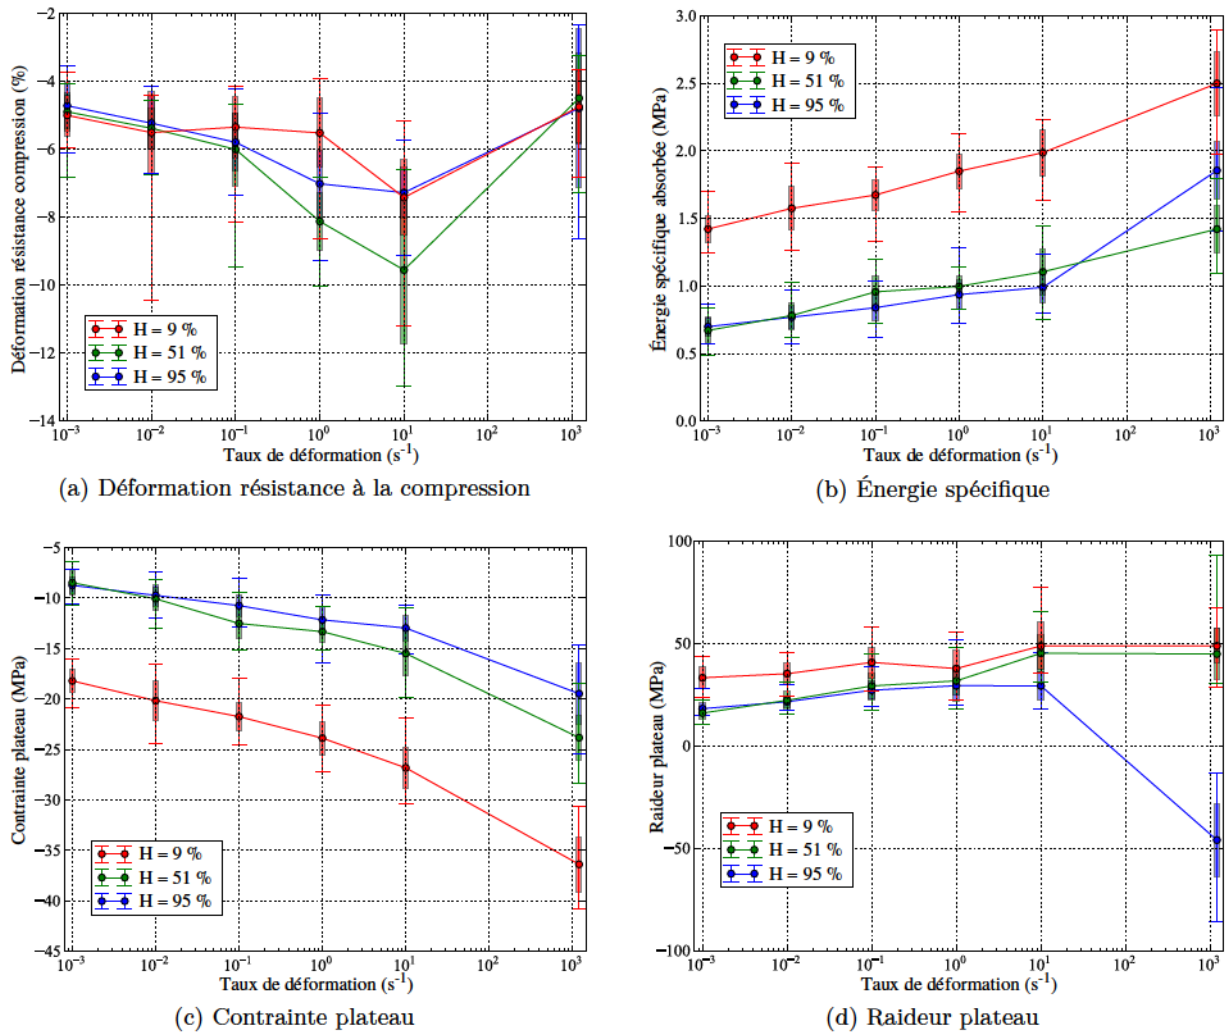 Déformation résistance compression (%)
−2
−4
−6
−8
−10
−12
−14
H = 9 %
H = 51 %
H = 95 %
10⁻³ 10⁻² 10⁻¹ 10⁰ 10¹ 10² 10³
Taux de déformation (s⁻¹)
(a) Déformation résistance à la compression
Énergie spécifique absorbée (MPa)
3.0
2.5
2.0
1.5
1.0
0.5
0.0
H = 9 %
H = 51 %
H = 95 %
10⁻³ 10⁻² 10⁻¹ 10⁰ 10¹ 10² 10³
Taux de déformation (s⁻¹)
(b) Énergie spécifique
Contrainte plateau (MPa)
−5
−10
−15
−20
−25
−30
−35
−40
−45
H = 9 %
H = 51 %
H = 95 %
10⁻³ 10⁻² 10⁻¹ 10⁰ 10¹ 10² 10³
Taux de déformation (s⁻¹)
(c) Contrainte plateau
Raideur plateau (MPa)
100
50
0
−50
−100
H = 9 %
H = 51 %
H = 95 %
10⁻³ 10⁻² 10⁻¹ 10⁰ 10¹ 10² 10³
Taux de déformation (s⁻¹)
(d) Raideur plateau